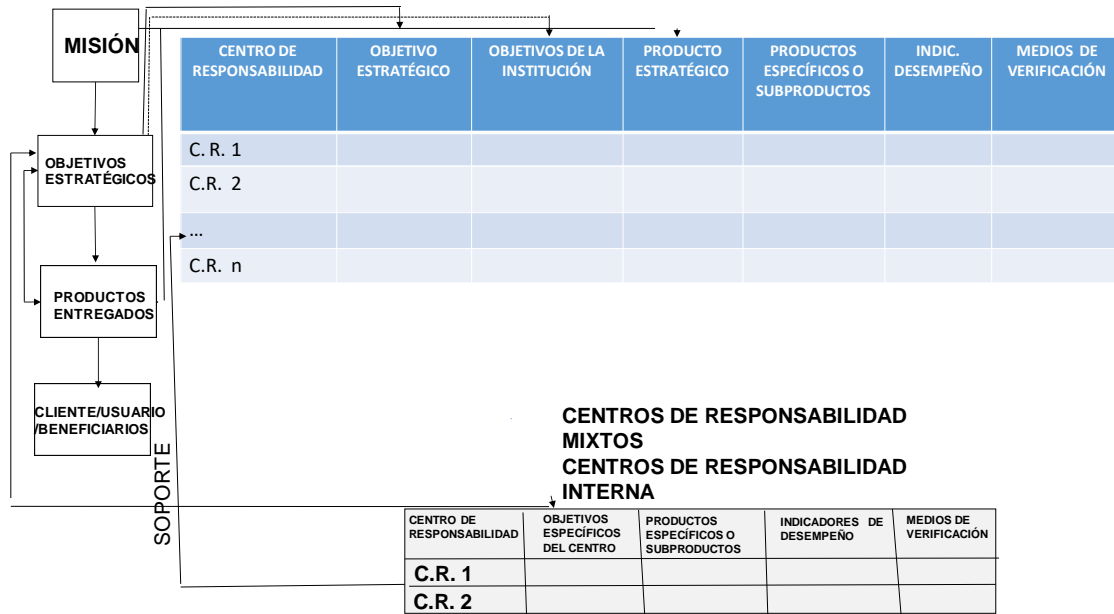 MISIÓN
OBJETIVOS
ESTRATÉGICOS
PRODUCTOS
ENTREGADOS
CLIENTE/USUARIO
/BENEFICIARIOS
SOPORTE
CENTRO DE
RESPONSABILIDAD
OBJETIVO
ESTRATÉGICO
OBJETIVOS DE LA
INSTITUCIÓN
PRODUCTO
ESTRATÉGICO
PRODUCTOS
ESPECÍFICOS O
SUBPRODUCTOS
INDIC.
DESEMPEÑO
MEDIOS DE
VERIFICACIÓN
C. R. 1
C.R. 2
...
C.R. n
CENTROS DE RESPONSABILIDAD
MIXTOS
CENTROS DE RESPONSABILIDAD
INTERNA
CENTRO DE
RESPONSABILIDAD
OBJETIVOS
ESPECÍFICOS
DEL CENTRO
PRODUCTOS
ESPECÍFICOS O
SUBPRODUCTOS
INDICADORES DE
DESEMPEÑO
MEDIOS DE
VERIFICACIÓN
C.R. 1
C.R. 2